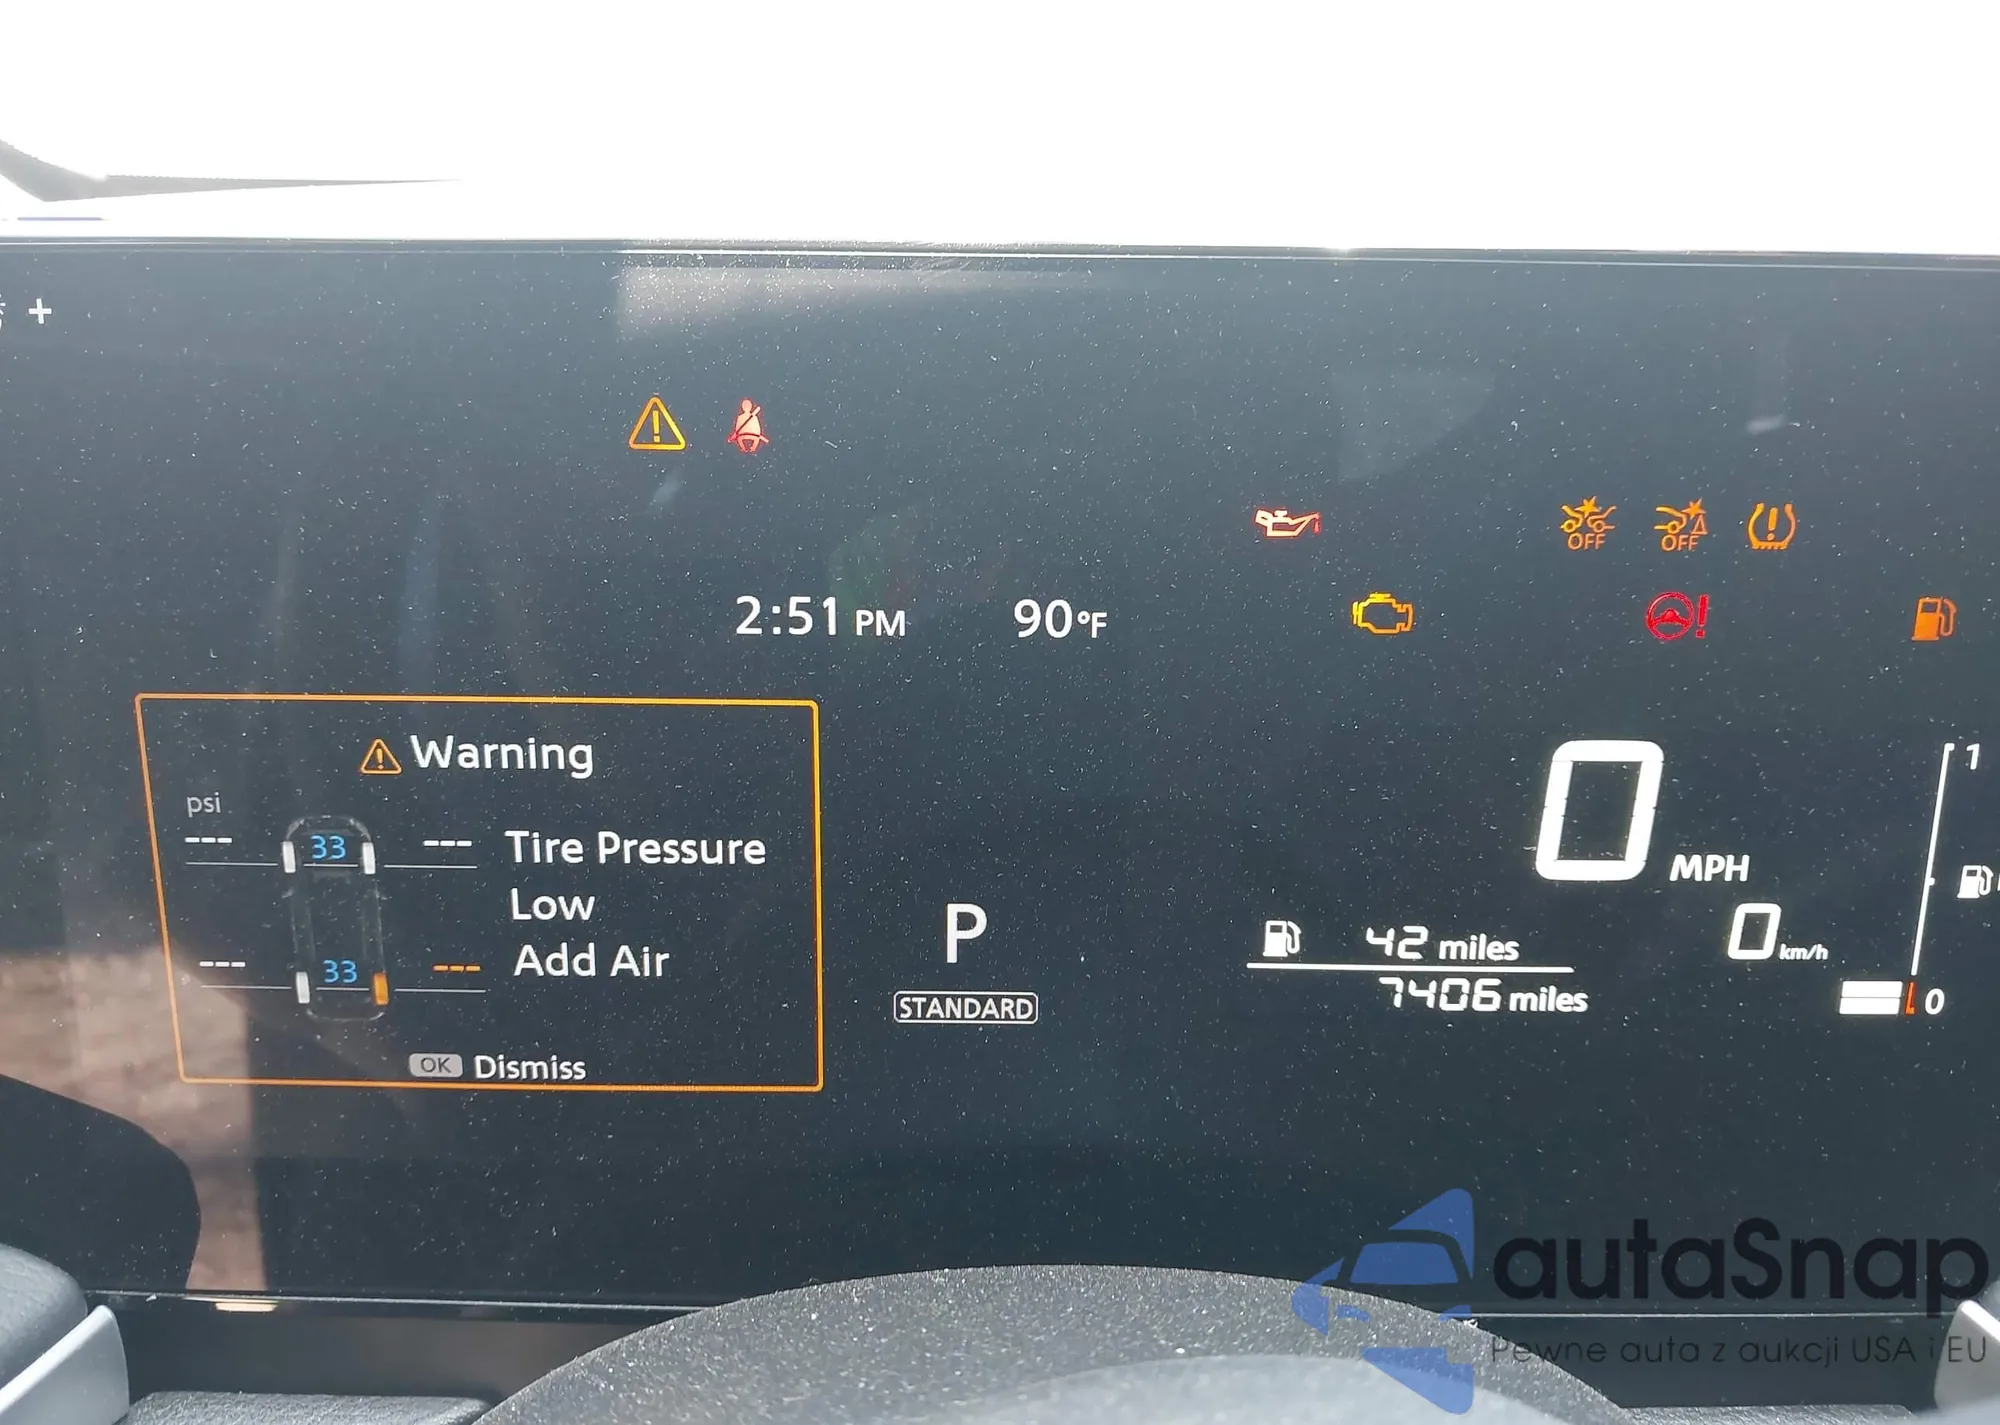 +
OFF
OFF
2:51 PM
90°F
Warning
psi
---
33
---
Tire Pressure
Low
---
33
---
Add Air
OK Dismiss
P
STANDARD
0 MPH
0 km/h
42 miles
7406 miles
1
0
autaSnap
Pewne auta z aukcji USA i EU